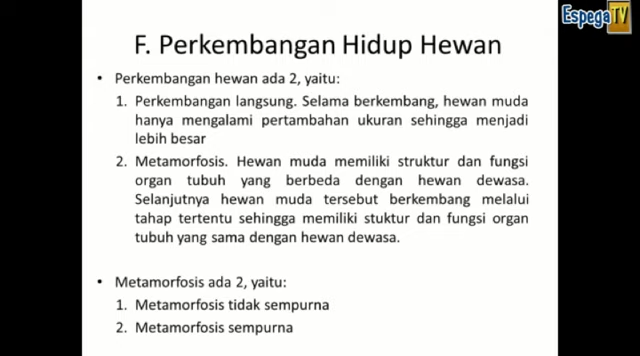 EspegaTV
F. Perkembangan Hidup Hewan
• Perkembangan hewan ada 2, yaitu:
1. Perkembangan langsung. Selama berkembang, hewan muda
hanya mengalami pertambahan ukuran sehingga menjadi
lebih besar
2. Metamorfosis. Hewan muda memiliki struktur dan fungsi
organ tubuh yang berbeda dengan hewan dewasa.
Selanjutnya hewan muda tersebut berkembang melalui
tahap tertentu sehingga memiliki stuktur dan fungsi organ
tubuh yang sama dengan hewan dewasa.
• Metamorfosis ada 2, yaitu:
1. Metamorfosis tidak sempurna
2. Metamorfosis sempurna